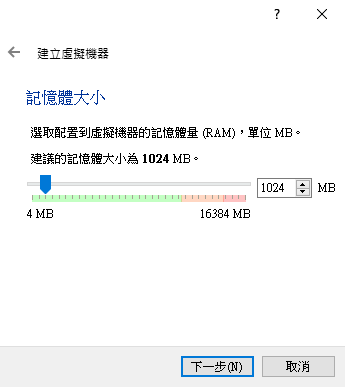 ?
建立虛擬機器
記憶體大小
選取配置到虛擬機器的記憶體量 (RAM)，單位 MB。
建議的記憶體大小為 1024 MB。
1024 MB
4 MB 16384 MB
下一步(N) 取消